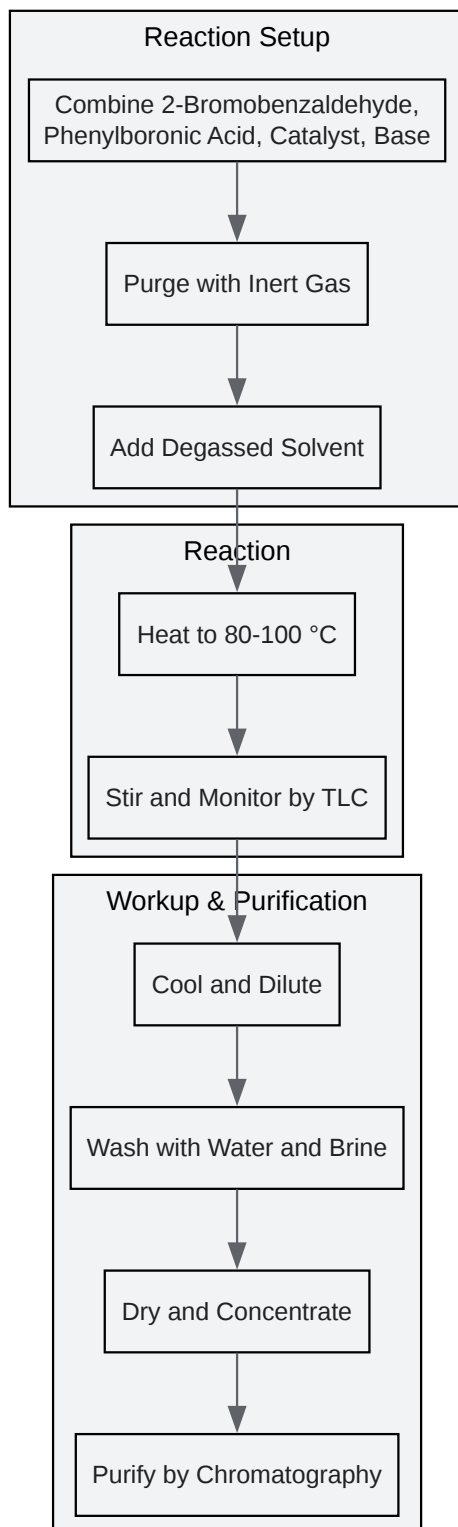 Reaction Setup
Combine 2-Bromobenzaldehyde,
Phenylboronic Acid, Catalyst, Base
Purge with Inert Gas
Add Degassed Solvent
Reaction
Heat to 80-100 °C
Stir and Monitor by TLC
Workup & Purification
Cool and Dilute
Wash with Water and Brine
Dry and Concentrate
Purify by Chromatography